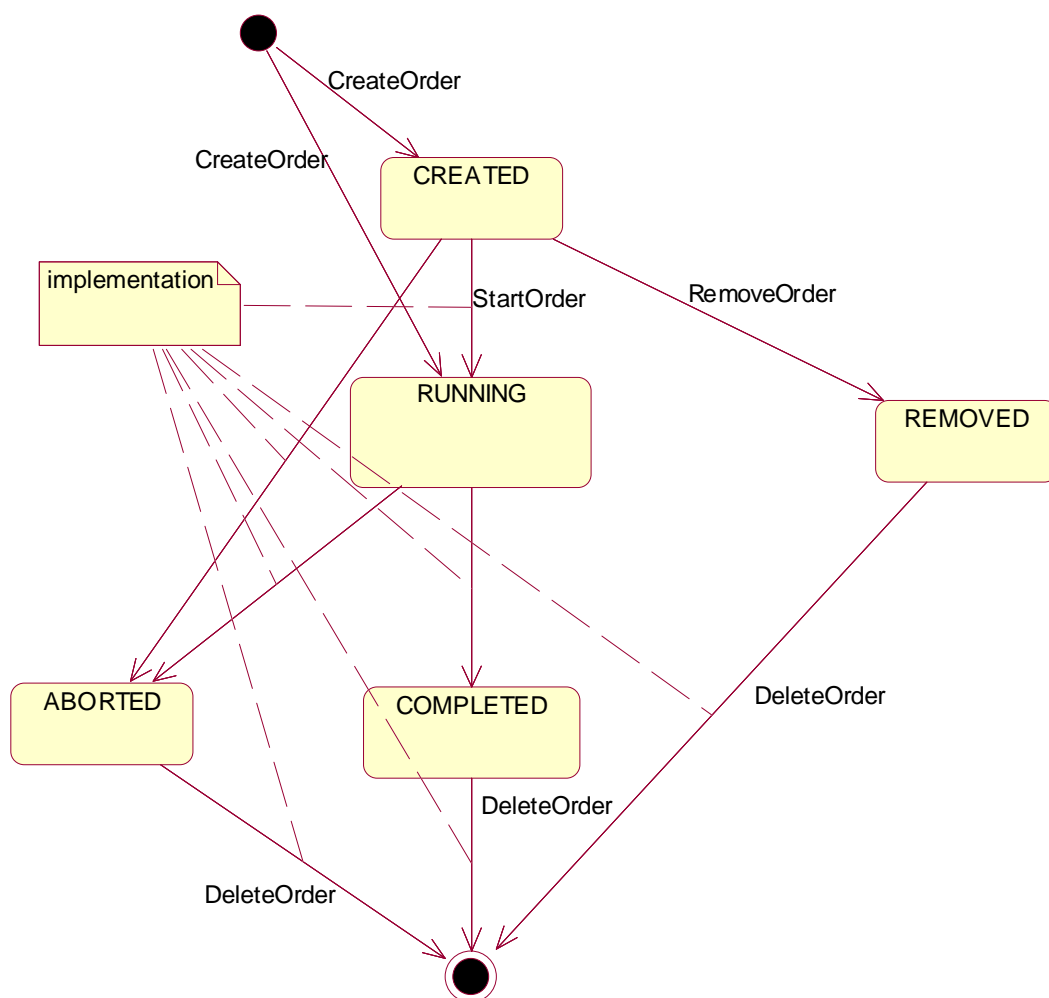 CreateOrder
CreateOrder
CREATED
implementation
StartOrder
RemoveOrder
RUNNING
REMOVED
ABORTED
COMPLETED
DeleteOrder
DeleteOrder
DeleteOrder